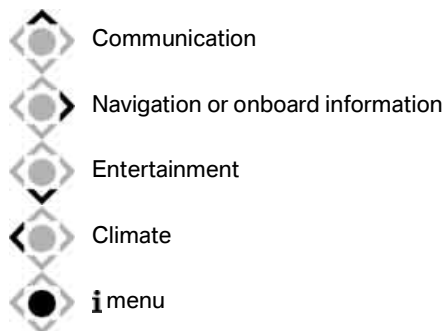 Communication
Navigation or onboard information
Entertainment
Climate
i menu